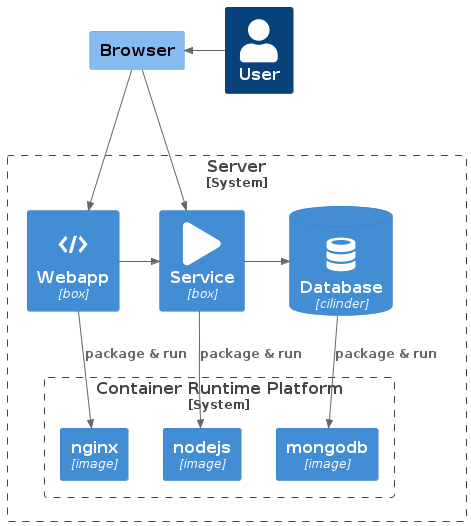 Browser
User
Server
[System]
Webapp
[box]
Service
[box]
Database
[cilinder]
package & run
package & run
package & run
Container Runtime Platform
[System]
nginx
[image]
nodejs
[image]
mongodb
[image]